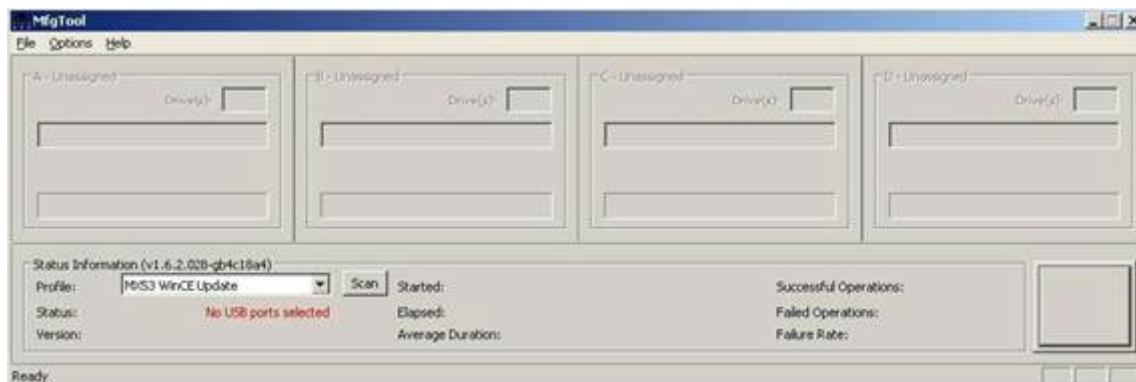 MfgTool
File Options Help
A - Unassigned
Drive(s):
B - Unassigned
Drive(s):
C - Unassigned
Drive(s):
D - Unassigned
Drive(s):
Status Information (v1.6.2.028-gb4c18a4)
Profile: MX53 WinCE Update Scan Started: Successful Operations:
Status: No USB ports selected Elapsed: Failed Operations:
Version: Average Duration: Failure Rate:
Ready